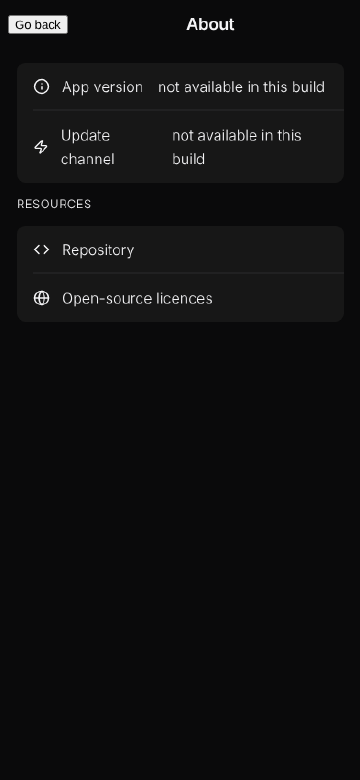 Go back
About
App version not available in this build
Update channel
not available in this build
RESOURCES
Repository
Open-source licences